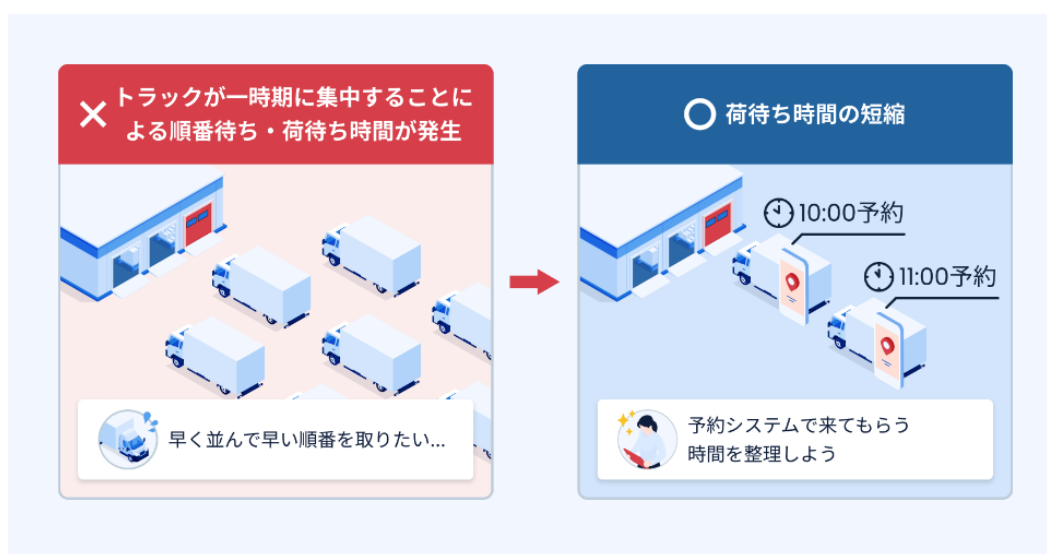 トラックが一時期に集中することに
よる順番待ち・荷待ち時間が発生
早く並んで早い順番を取りたい...
荷待ち時間の短縮
10:00予約
11:00予約
予約システムで来てもらう
時間を整理しよう